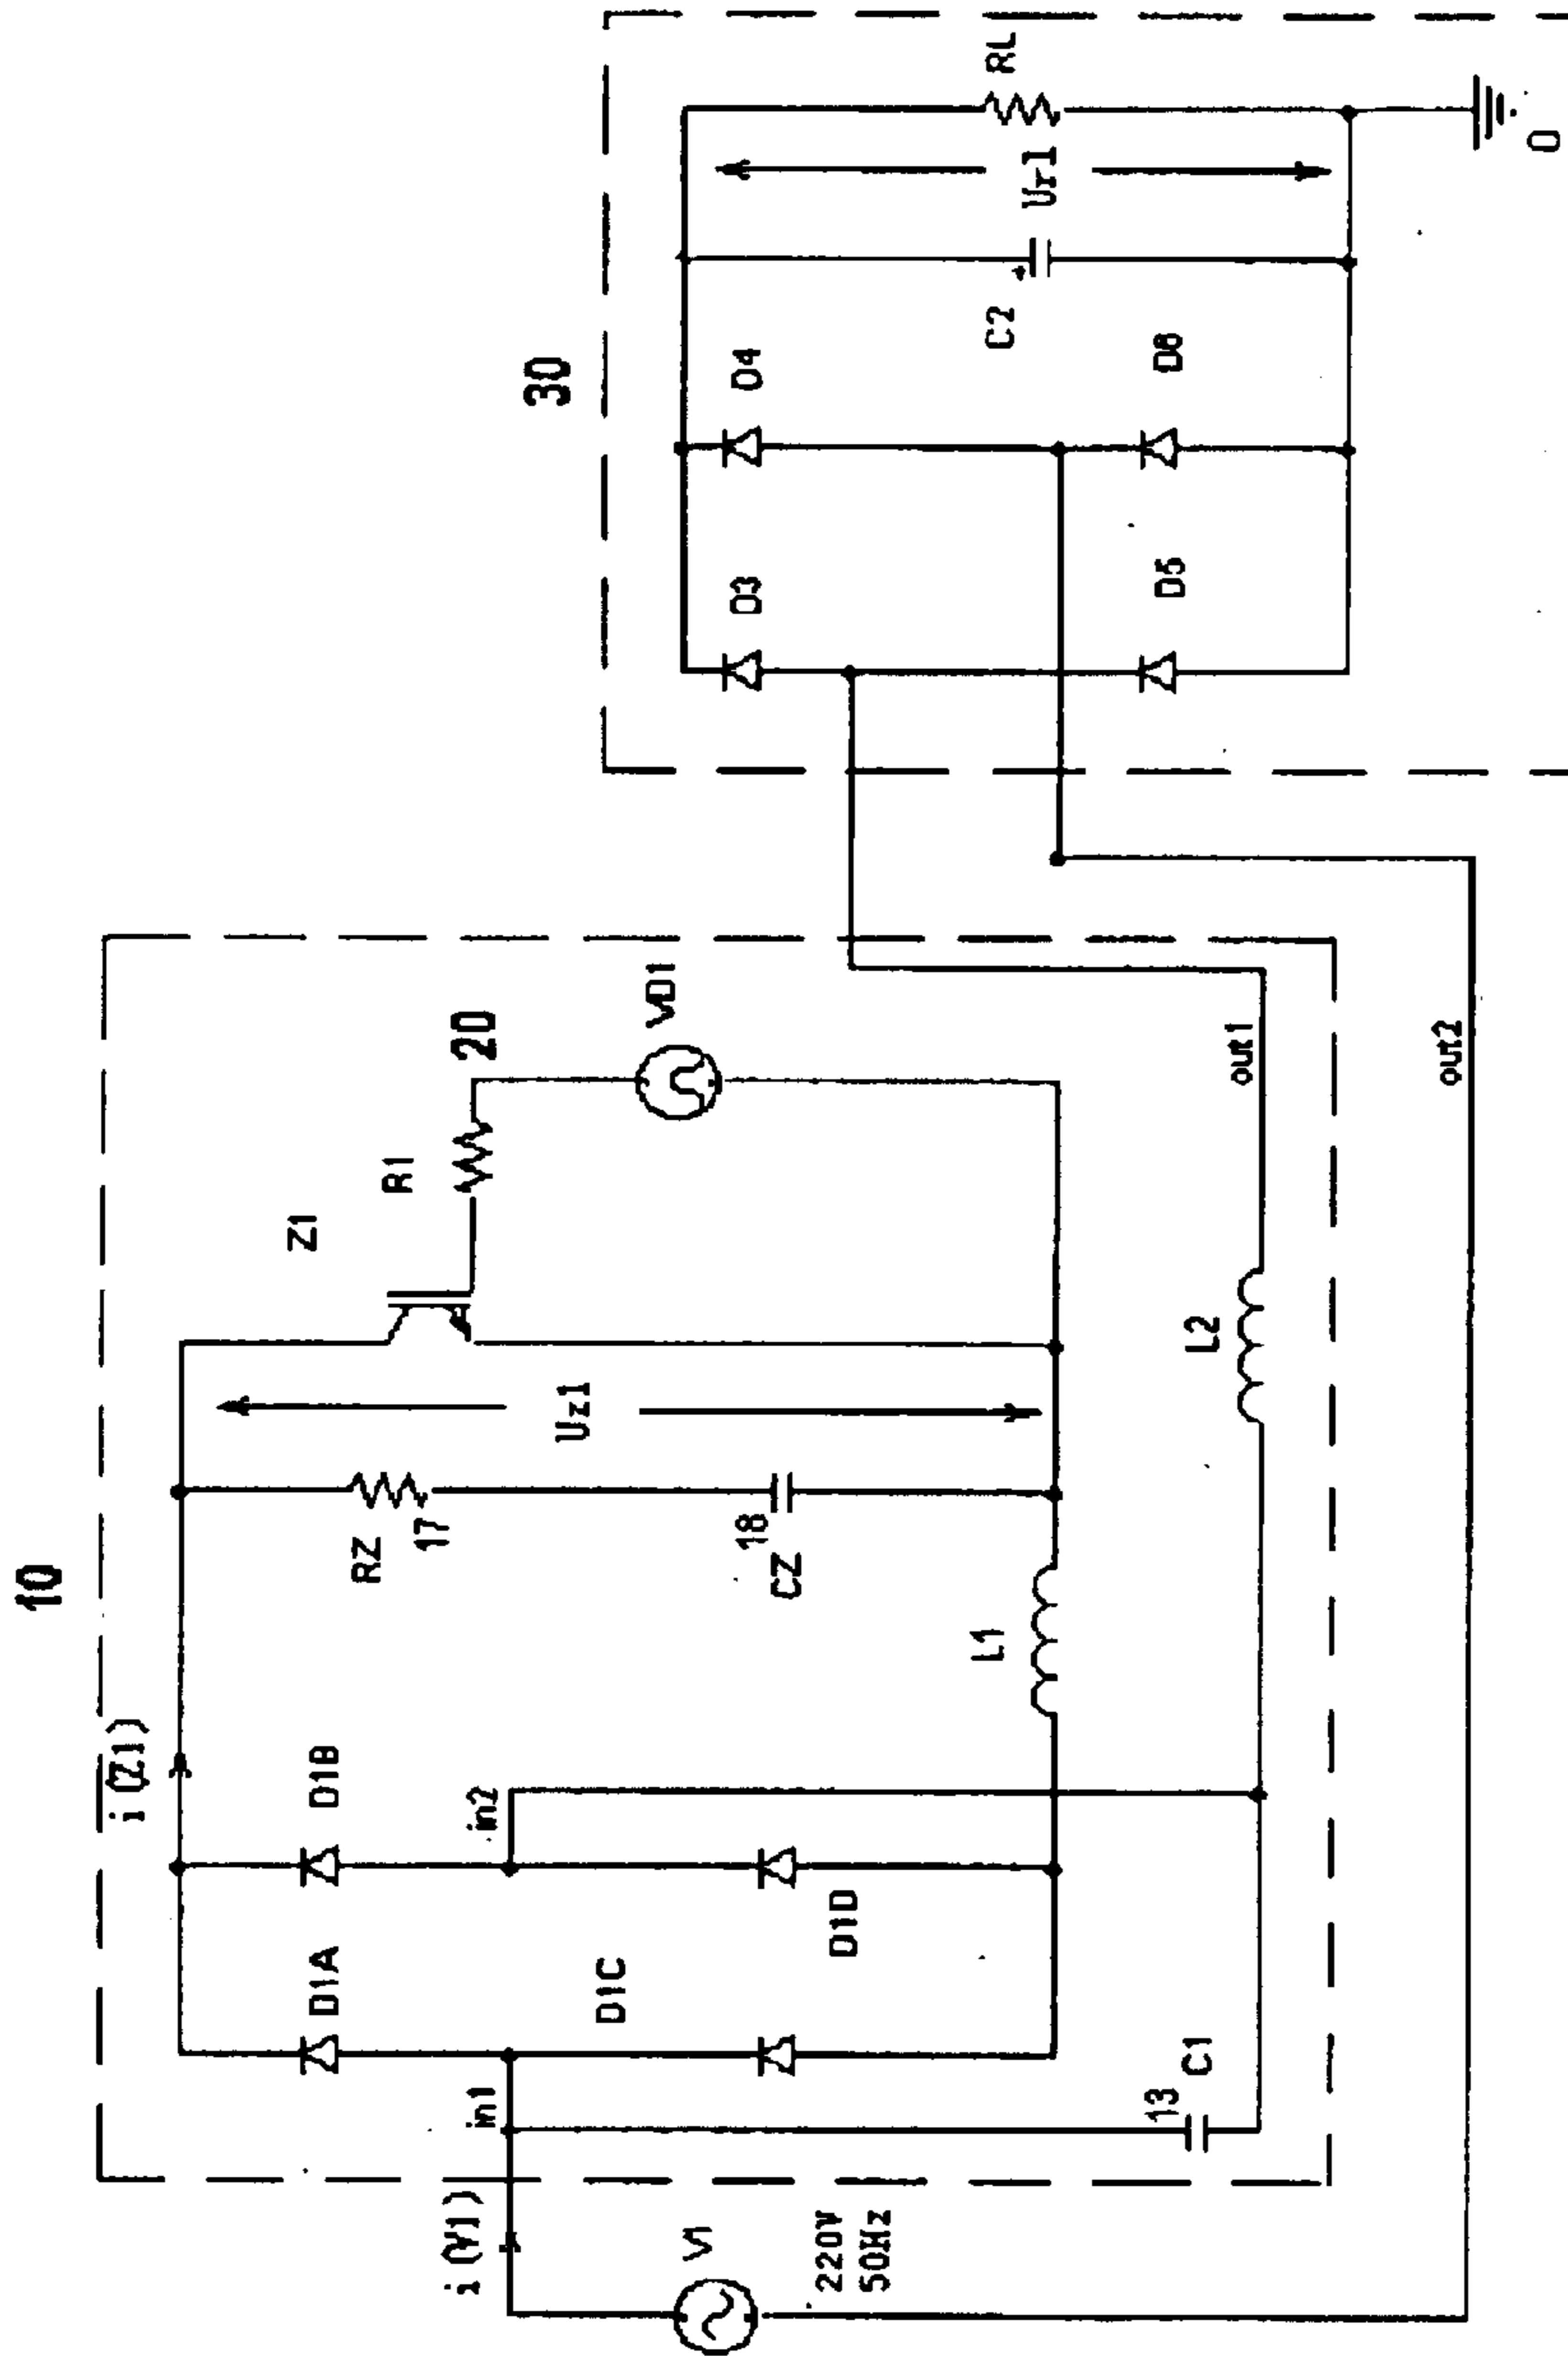 10
i(Z1)
D1A
D1B
D1C
D1D
in1
in2
i(V1)
V1
220V
50Hz
13
C1
RZ
17
18
CZ
Uz1
Z1
R1
20
VD1
L1
L2
out1
out2
30
D3
D4
D5
D6
C2
Ur1
RL
0